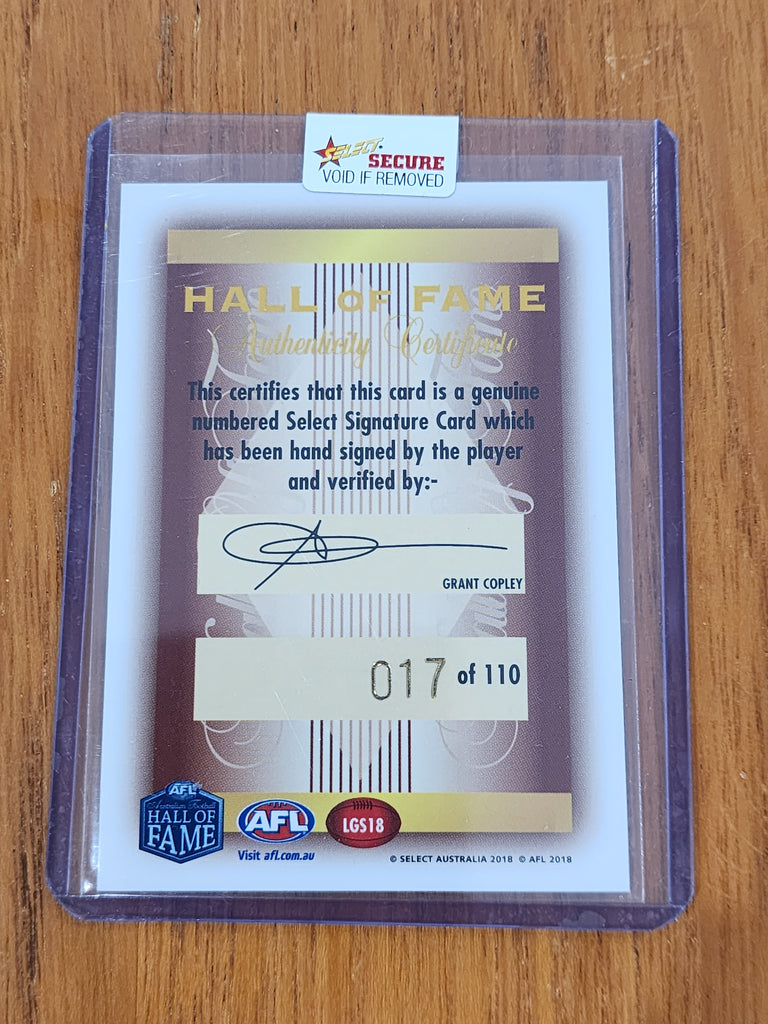 SELECT
SECURE
VOID IF REMOVED
HALL OF FAME
Authenticity Certificate
This certifies that this card is a genuine
numbered Select Signature Card which
has been hand signed by the player
and verified by:-
GRANT COPLEY
017 of 110
AFL
Australian Football
HALL OF
FAME
AFL
Visit afl.com.au
LGS18
© SELECT AUSTRALIA 2018 © AFL 2018